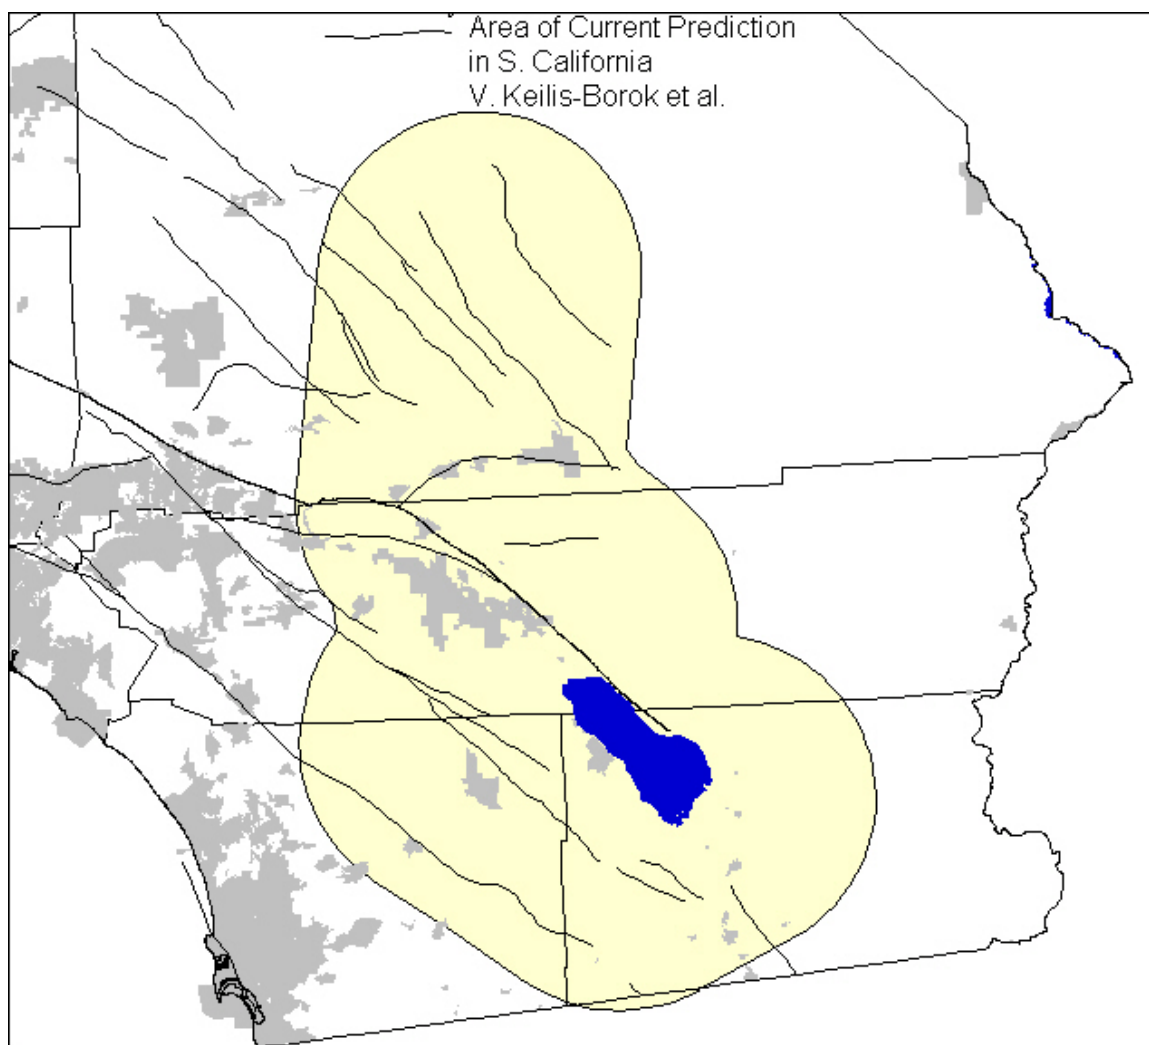 Area of Current Prediction
in S. California
V. Keilis-Borok et al.